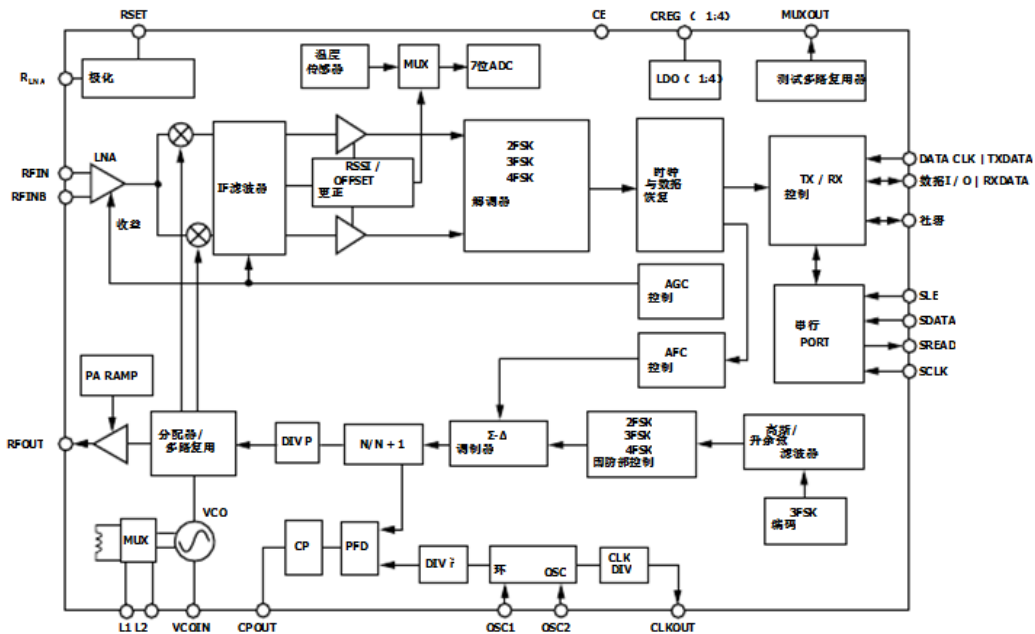 RSET
CE
CREG ( 1:4)
MUXOUT
RLNA
极化
温度
传感器
MUX
7位ADC
LDO ( 1:4)
测试多路复用器
LNA
RFIN
RFINB
收益
IF滤波器
RSSI /
OFFSET
更正
2FSK
3FSK
4FSK
解调器
时钟
与数据
恢复
TX / RX
控制
DATA CLK | TXDATA
数据I / O | RXDATA
AGC
控制
串行
PORT
SLE
SDATA
SREAD
SCLK
AFC
控制
PA RAMP
RFOUT
分配器/
多路复用
DIV P
N/N + 1
Σ-Δ
调制器
2FSK
3FSK
4FSK
高斯/
升余弦
滤波器
3FSK
编码
VCO
MUX
CP
PFD
DIV
环
OSC
CLK
DIV
L1 L2
VCOIN
CPOUT
OSC1
OSC2
CLKOUT